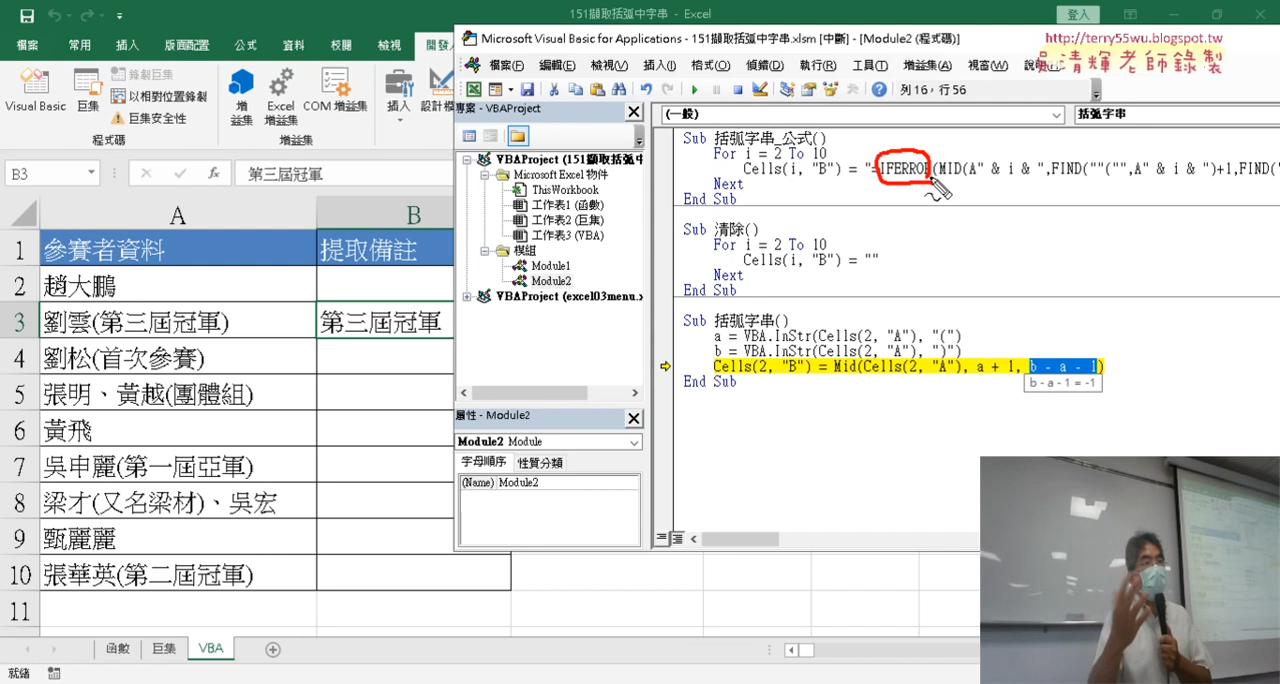 151擷取括弧中字串 - Excel
登入
檔案 常用 插入 版面配置 公式 資料 校閱 檢視 開發人
Visual Basic 巨集 錄製巨集 以相對位置錄製 巨集安全性 程式碼
增益集 Excel 增益集 COM 增益集 增益集
插入 設計模
B3 fx 第三屆冠軍
A B
1 參賽者資料 提取備註
2 趙大鵬
3 劉雲(第三屆冠軍) 第三屆冠軍
4 劉松(首次參賽)
5 張明、黃越(團體組)
6 黃飛
7 吳申麗(第一屆亞軍)
8 梁才(又名梁材)、吳宏
9 甄麗麗
10 張華英(第二屆冠軍)
11
函數 巨集 VBA
就緒
Microsoft Visual Basic for Applications - 151擷取括弧中字串.xlsm [中斷] - [Module2 (程式碼)]
http://terry55wu.blogspot.tw
吳清輝老師錄製
檔案(F) 編輯(E) 檢視(V) 插入(I) 格式(O) 偵錯(D) 執行(R) 工具(T) 增益集(A) 視窗(W)
列 16，行 56
專案 - VBAProject
VBAProject (151擷取括弧中
Microsoft Excel 物件
ThisWorkbook
工作表1 (函數)
工作表2 (巨集)
工作表3 (VBA)
模組
Module1
Module2
VBAProject (excel03menu.x
屬性 - Module2
Module2 Module
字母順序 性質分類
(Name) Module2
(一般) 括弧字串
Sub 括弧字串_公式()
For i = 2 To 10
Cells(i, "B") = "=IFERROR(MID(A" & i & ",FIND(""("",A" & i & ")+1,FIND("
Next
End Sub
Sub 清除()
For i = 2 To 10
Cells(i, "B") = ""
Next
End Sub
Sub 括弧字串()
a = VBA.InStr(Cells(2, "A"), "(")
b = VBA.InStr(Cells(2, "A"), ")")
Cells(2, "B") = Mid(Cells(2, "A"), a + 1, b - a - 1)
b - a - 1 = -1
End Sub